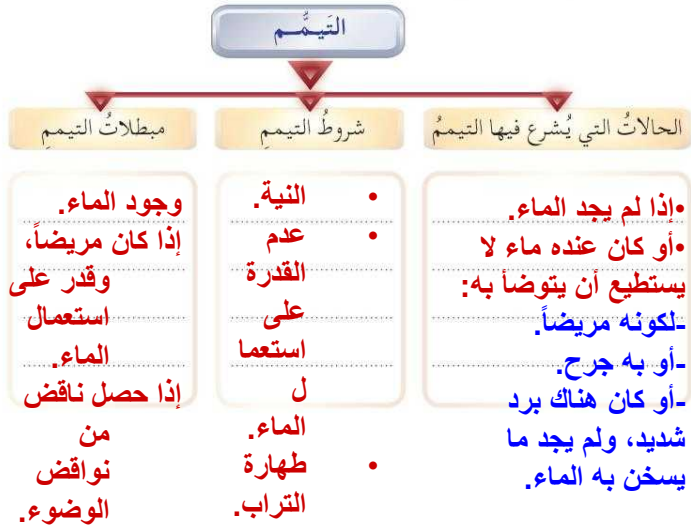 التَيمُّم
الحالاتُ التي يُشرع فيها التيممُ
شروطُ التيممِ
مبطلاتُ التيممِ
•إذا لم يجد الماء.
•أو كان عنده ماء لا
يستطيع أن يتوضأ به:
-لكونه مريضاً.
-أو به جرح.
-أو كان هناك برد
شديد، ولم يجد ما
يسخن به الماء.
• النية.
• عدم
القدرة
على
استعما
ل
الماء.
• طهارة
التراب.
وجود الماء.
إذا كان مريضاً،
وقدر على
استعمال
الماء.
إذا حصل ناقض
من
نواقض
الوضوء.